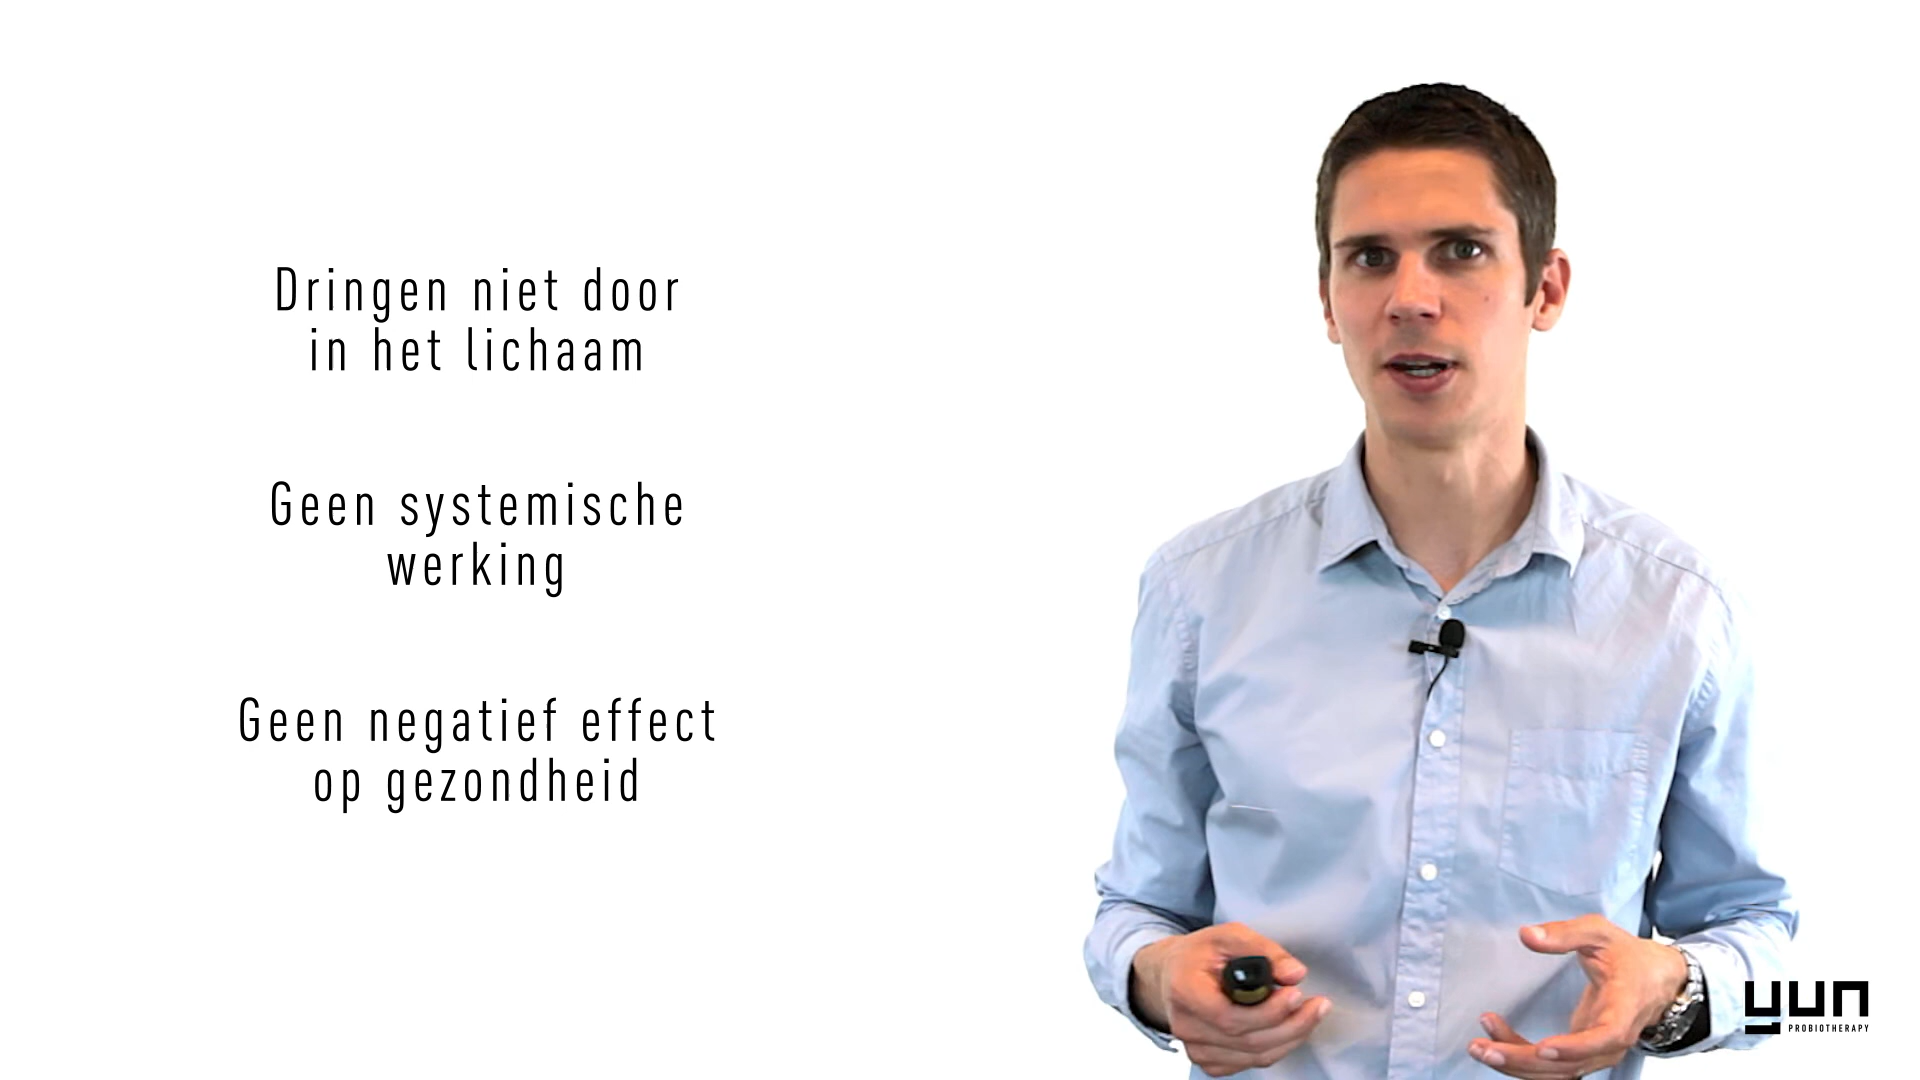 Dringen niet door
in het lichaam
Geen systemische
werking
Geen negatief effect
op gezondheid
yun
PROBIOTHERAPY